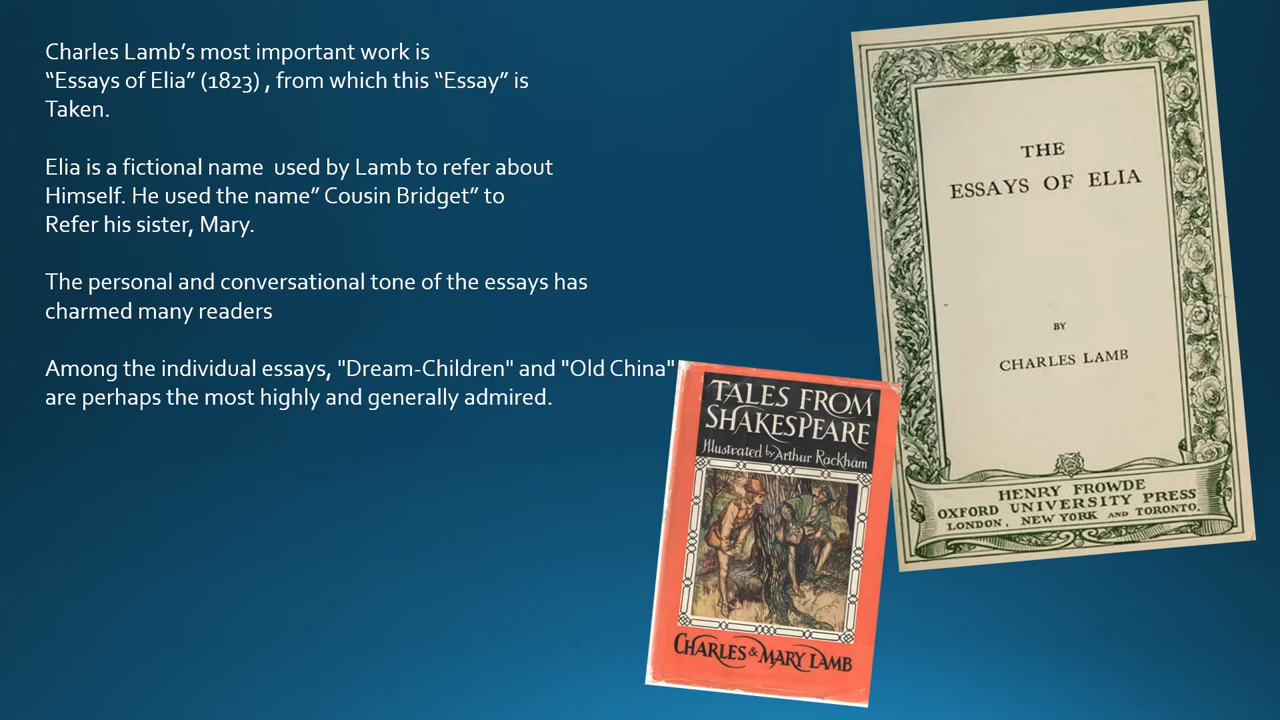 Charles Lamb’s most important work is
“Essays of Elia” (1823) , from which this “Essay” is
Taken.
Elia is a fictional name  used by Lamb to refer about
Himself. He used the name” Cousin Bridget” to
Refer his sister, Mary.
The personal and conversational tone of the essays has
charmed many readers
Among the individual essays, "Dream-Children" and "Old China"
are perhaps the most highly and generally admired.
TALES FROM
SHAKESPEARE
Illustrated by Arthur Rackham
CHARLES & MARY LAMB
THE
ESSAYS OF ELIA
BY
CHARLES LAMB
HENRY FROWDE
OXFORD UNIVERSITY PRESS
LONDON, NEW YORK AND TORONTO.